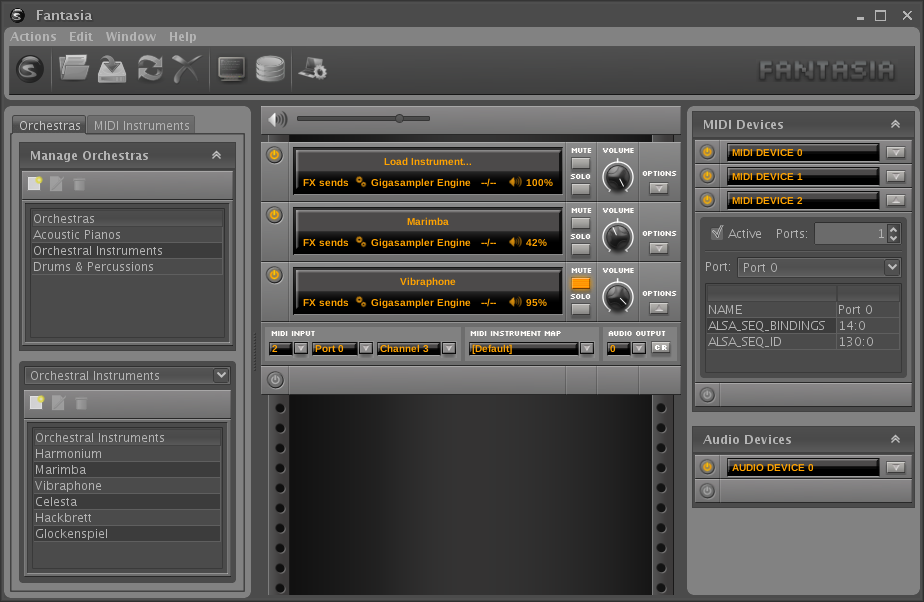 Fantasia
Actions Edit Window Help
FANTASIA
Orchestras MIDI Instruments
Manage Orchestras
Orchestras
Acoustic Pianos
Orchestral Instruments
Drums & Percussions
Orchestral Instruments
Orchestral Instruments
Harmonium
Marimba
Vibraphone
Celesta
Hackbrett
Glockenspiel
Load Instrument...
FX sends Gigasampler Engine --/-- 100%
MUTE
SOLO
VOLUME
OPTIONS
Marimba
FX sends Gigasampler Engine --/-- 42%
MUTE
SOLO
VOLUME
OPTIONS
Vibraphone
FX sends Gigasampler Engine --/-- 95%
MUTE
SOLO
VOLUME
OPTIONS
MIDI INPUT
2 Port 0 Channel 3
MIDI INSTRUMENT MAP
[Default]
AUDIO OUTPUT
0 CR
MIDI Devices
MIDI DEVICE 0
MIDI DEVICE 1
MIDI DEVICE 2
Active Ports: 1
Port: Port 0
NAME Port 0
ALSA_SEQ_BINDINGS 14:0
ALSA_SEQ_ID 130:0
Audio Devices
AUDIO DEVICE 0